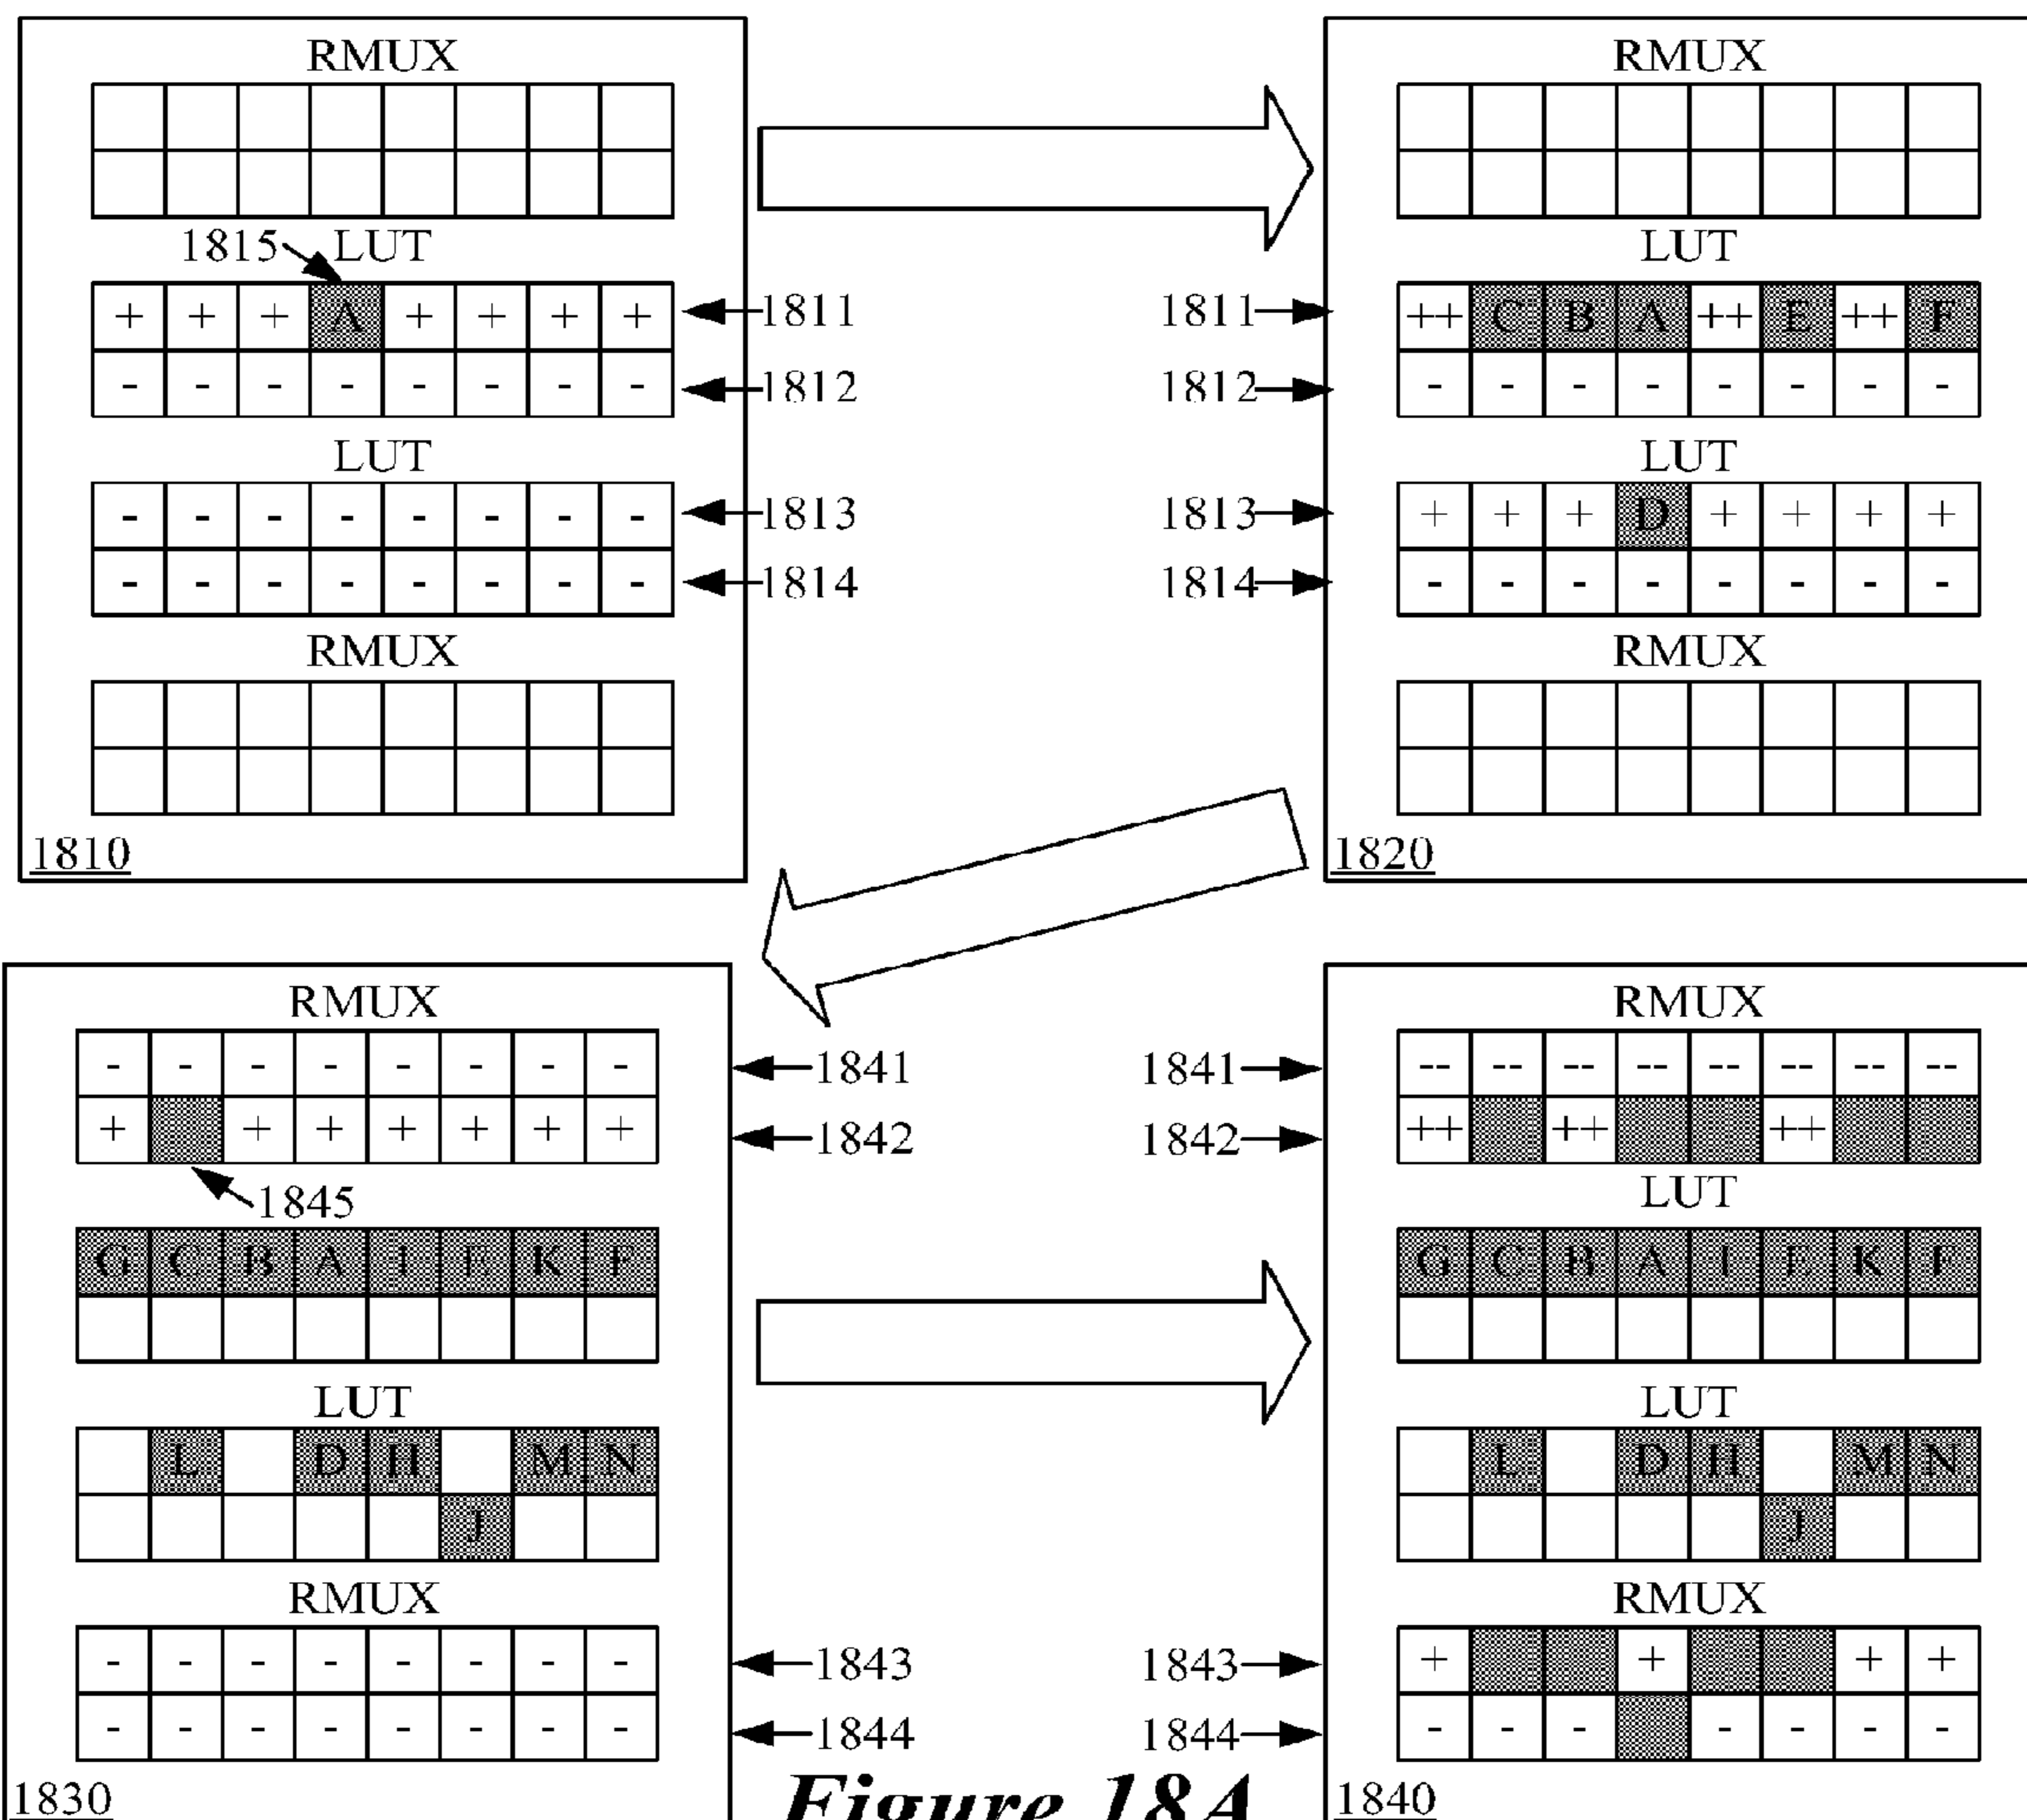 RMUX
1815 LUT
+ + + A + + + + 1811
- - - - - - - - 1812
LUT
- - - - - - - - 1813
- - - - - - - - 1814
RMUX
1810
RMUX
LUT
1811 ++ C B A ++ E ++ F
1812 - - - - - - - -
LUT
1813 + + + D + + + +
1814 - - - - - - - -
RMUX
1820
RMUX
- - - - - - - - 1841
+ + + + + + + 1842
1845
G C B A I E K F
LUT
L D H M N
J
RMUX
- - - - - - - - 1843
- - - - - - - - 1844
1830
RMUX
1841 -- -- -- -- -- -- -- --
1842 ++ ++ ++
LUT
G C B A I E K F
LUT
L D H M N
J
RMUX
1843 + + + +
1844 - - - - - - -
1840
Figure 18A